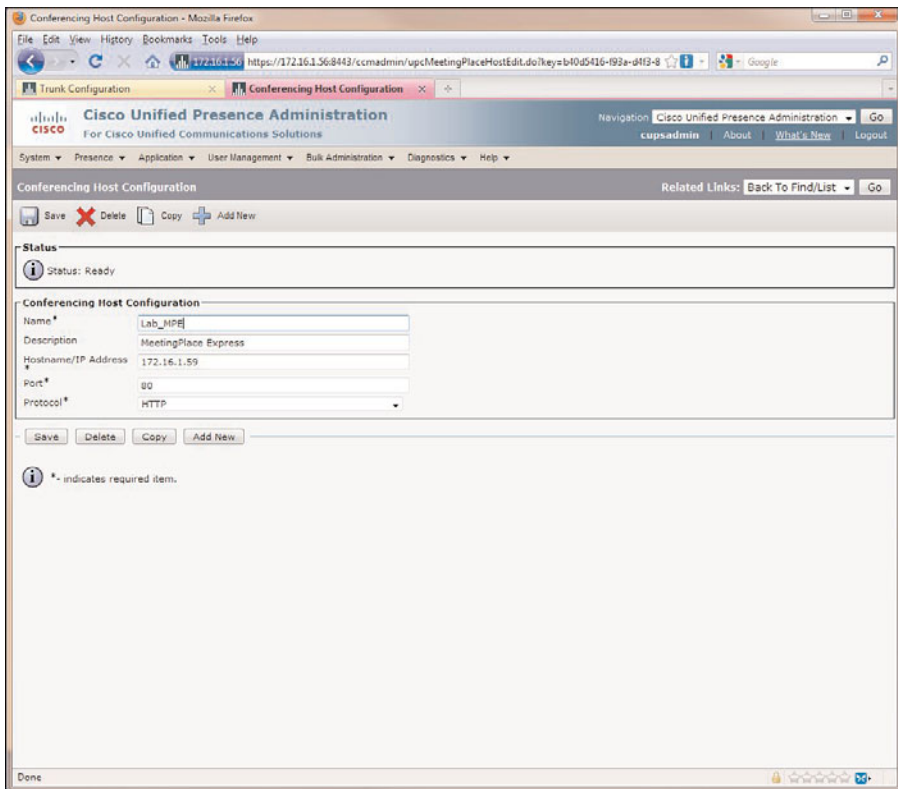 Conferencing Host Configuration - Mozilla Firefox
File Edit View History Bookmarks Tools Help
172.16.1.56 https://172.16.1.56:8443/ccmadmin/upcMeetingPlaceHostEdit.do?key=b40d5416-f93a-d4f3-8 Google
Trunk Configuration Conferencing Host Configuration
CISCO Cisco Unified Presence Administration
For Cisco Unified Communications Solutions
Navigation Cisco Unified Presence Administration Go
cupsadmin | About | What's New | Logout
System Presence Application User Management Bulk Administration Diagnostics Help
Conferencing Host Configuration Related Links: Back To Find/List Go
Save Delete Copy Add New
Status
i Status: Ready
Conferencing Host Configuration
Name* Lab_MPE
Description MeetingPlace Express
Hostname/IP Address * 172.16.1.59
Port* 80
Protocol* HTTP
Save Delete Copy Add New
i *- indicates required item.
Done